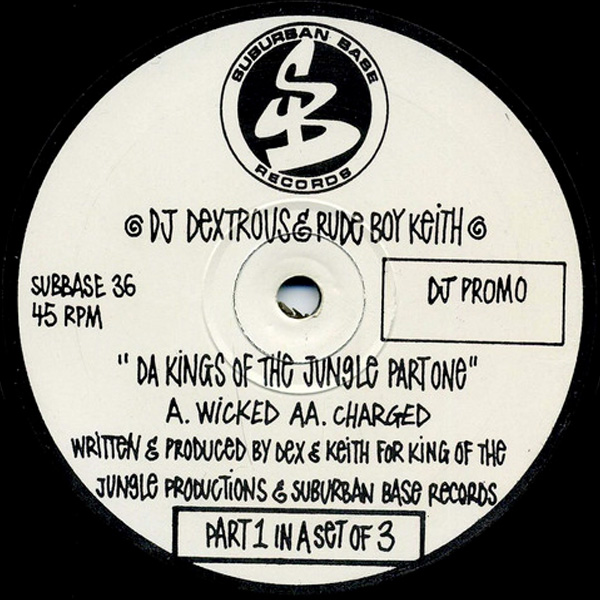 SUBURBAN BASE
RECORDS
DJ DEXTROUS & RUDE BOY KEITH
SUBBASE 36
45 RPM
DJ PROMO
"DA KINGS OF THE JUNGLE PART ONE"
A. WICKED AA. CHARGED
WRITTEN & PRODUCED BY DEX & KEITH FOR KING OF THE
JUNGLE PRODUCTIONS & SUBURBAN BASE RECORDS
PART 1 IN A SET OF 3